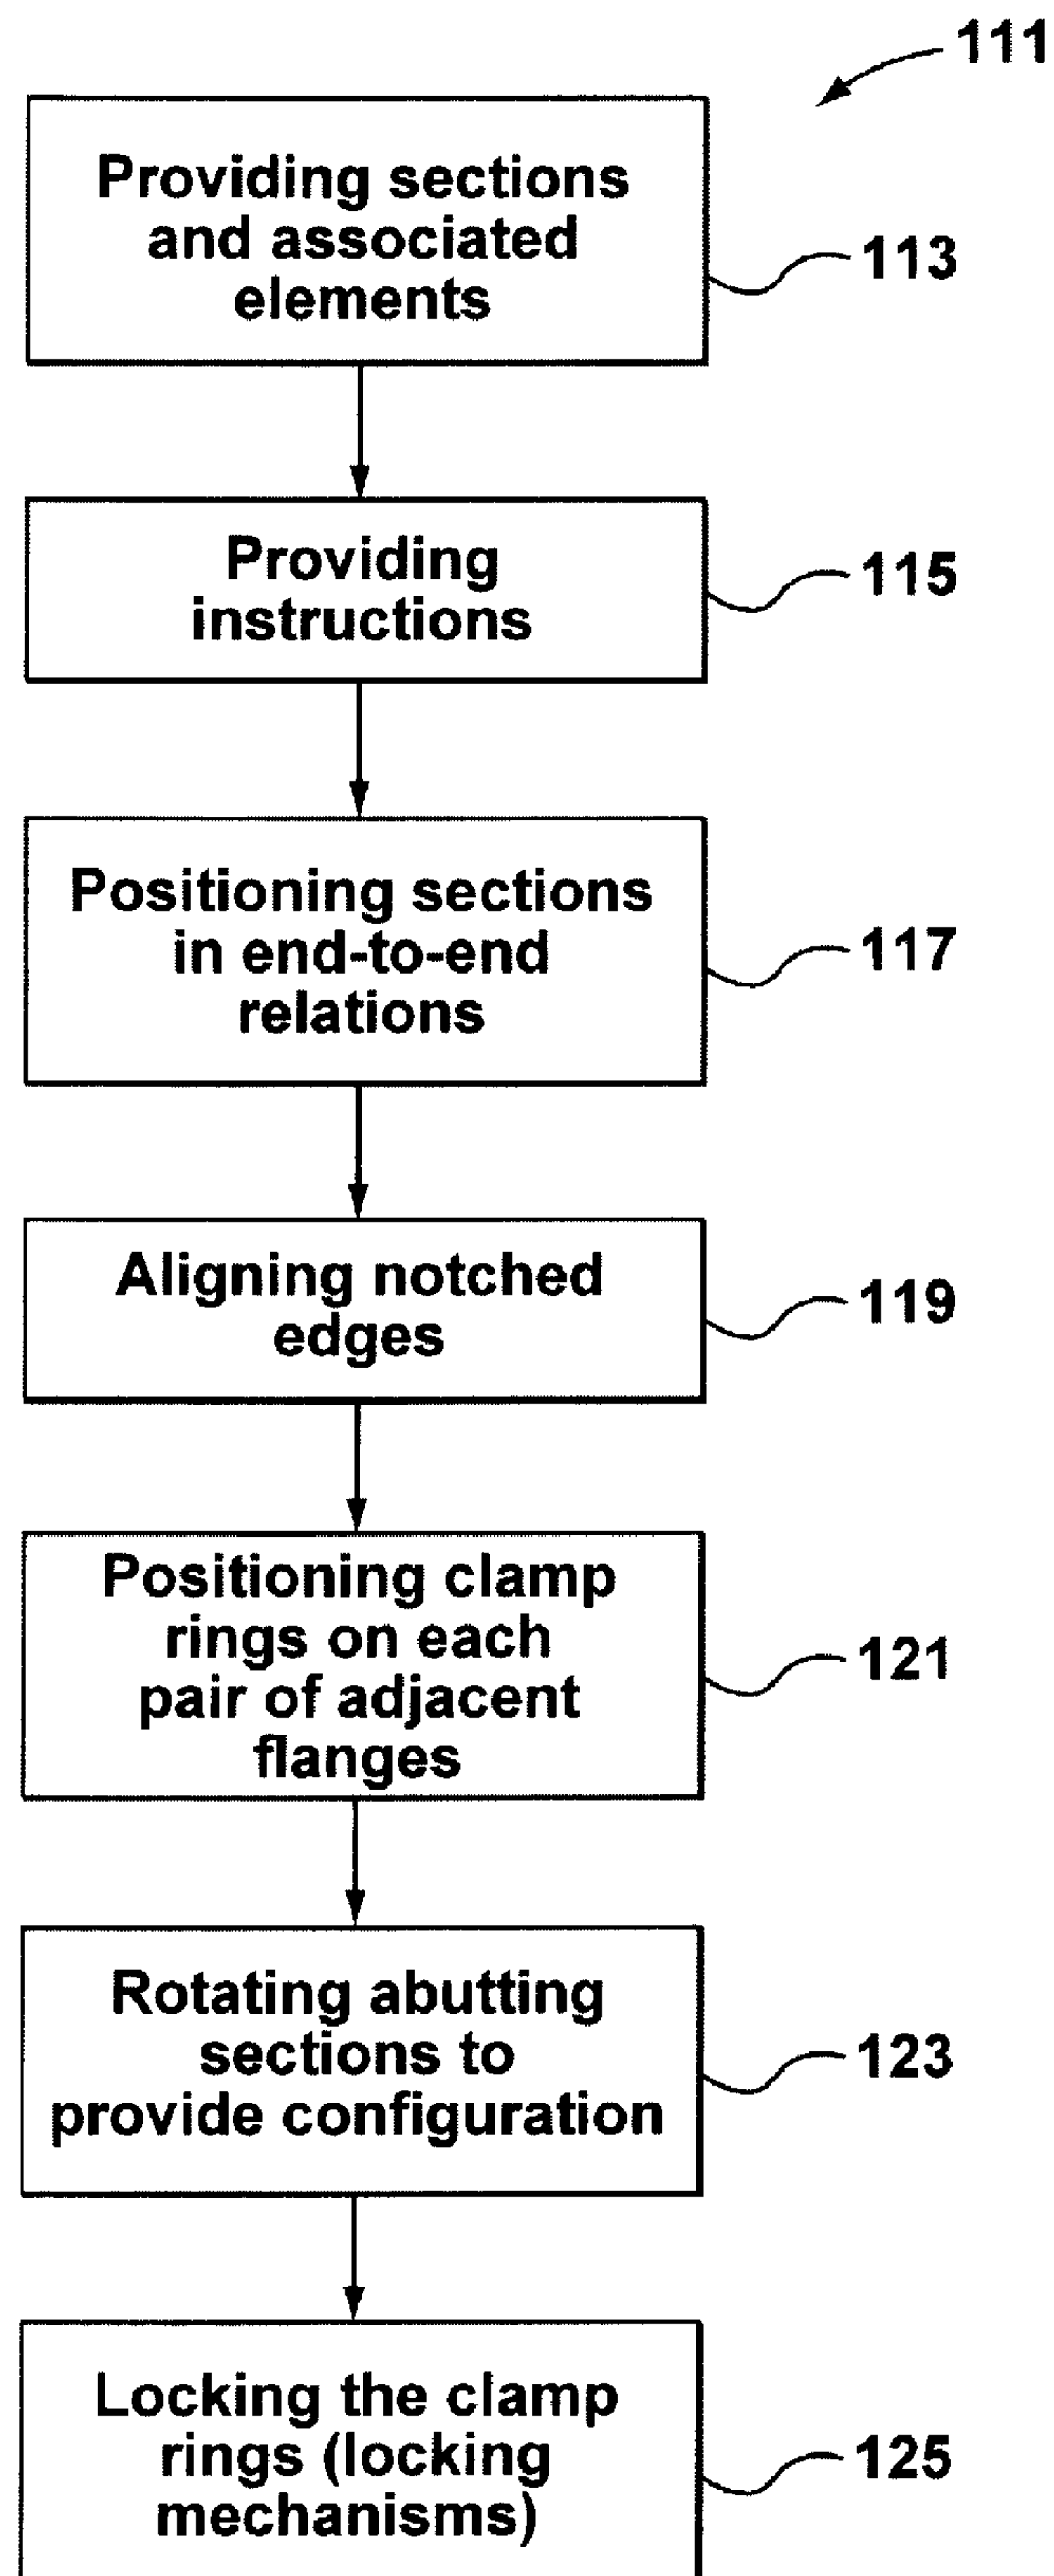 111
Providing sections
and associated
elements
113
Providing
instructions
115
Positioning sections
in end-to-end
relations
117
Aligning notched
edges
119
Positioning clamp
rings on each
pair of adjacent
flanges
121
Rotating abutting
sections to
provide configuration
123
Locking the clamp
rings (locking
mechanisms)
125